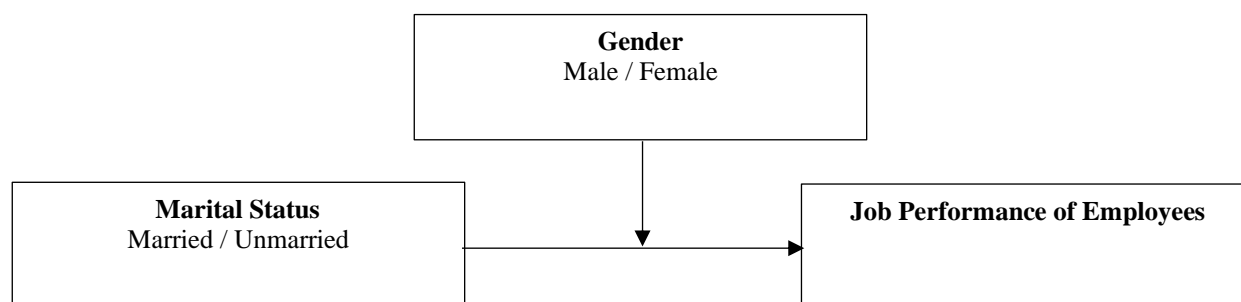 Gender
Male / Female
Marital Status
Married / Unmarried
Job Performance of Employees